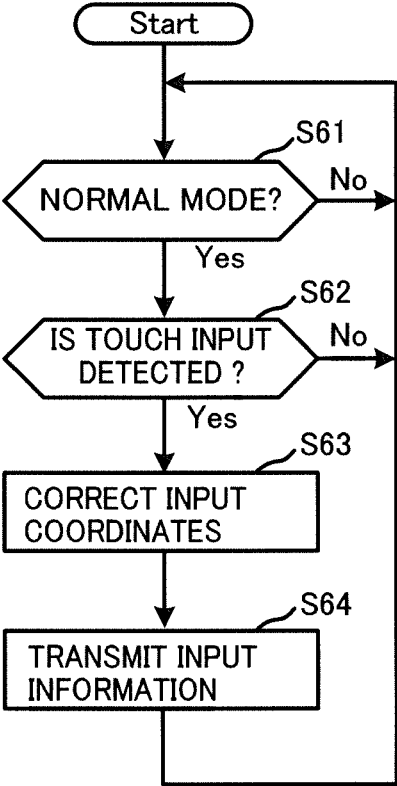 Start
S61
NORMAL MODE?
No
Yes
S62
IS TOUCH INPUT
DETECTED ?
No
Yes
S63
CORRECT INPUT
COORDINATES
S64
TRANSMIT INPUT
INFORMATION